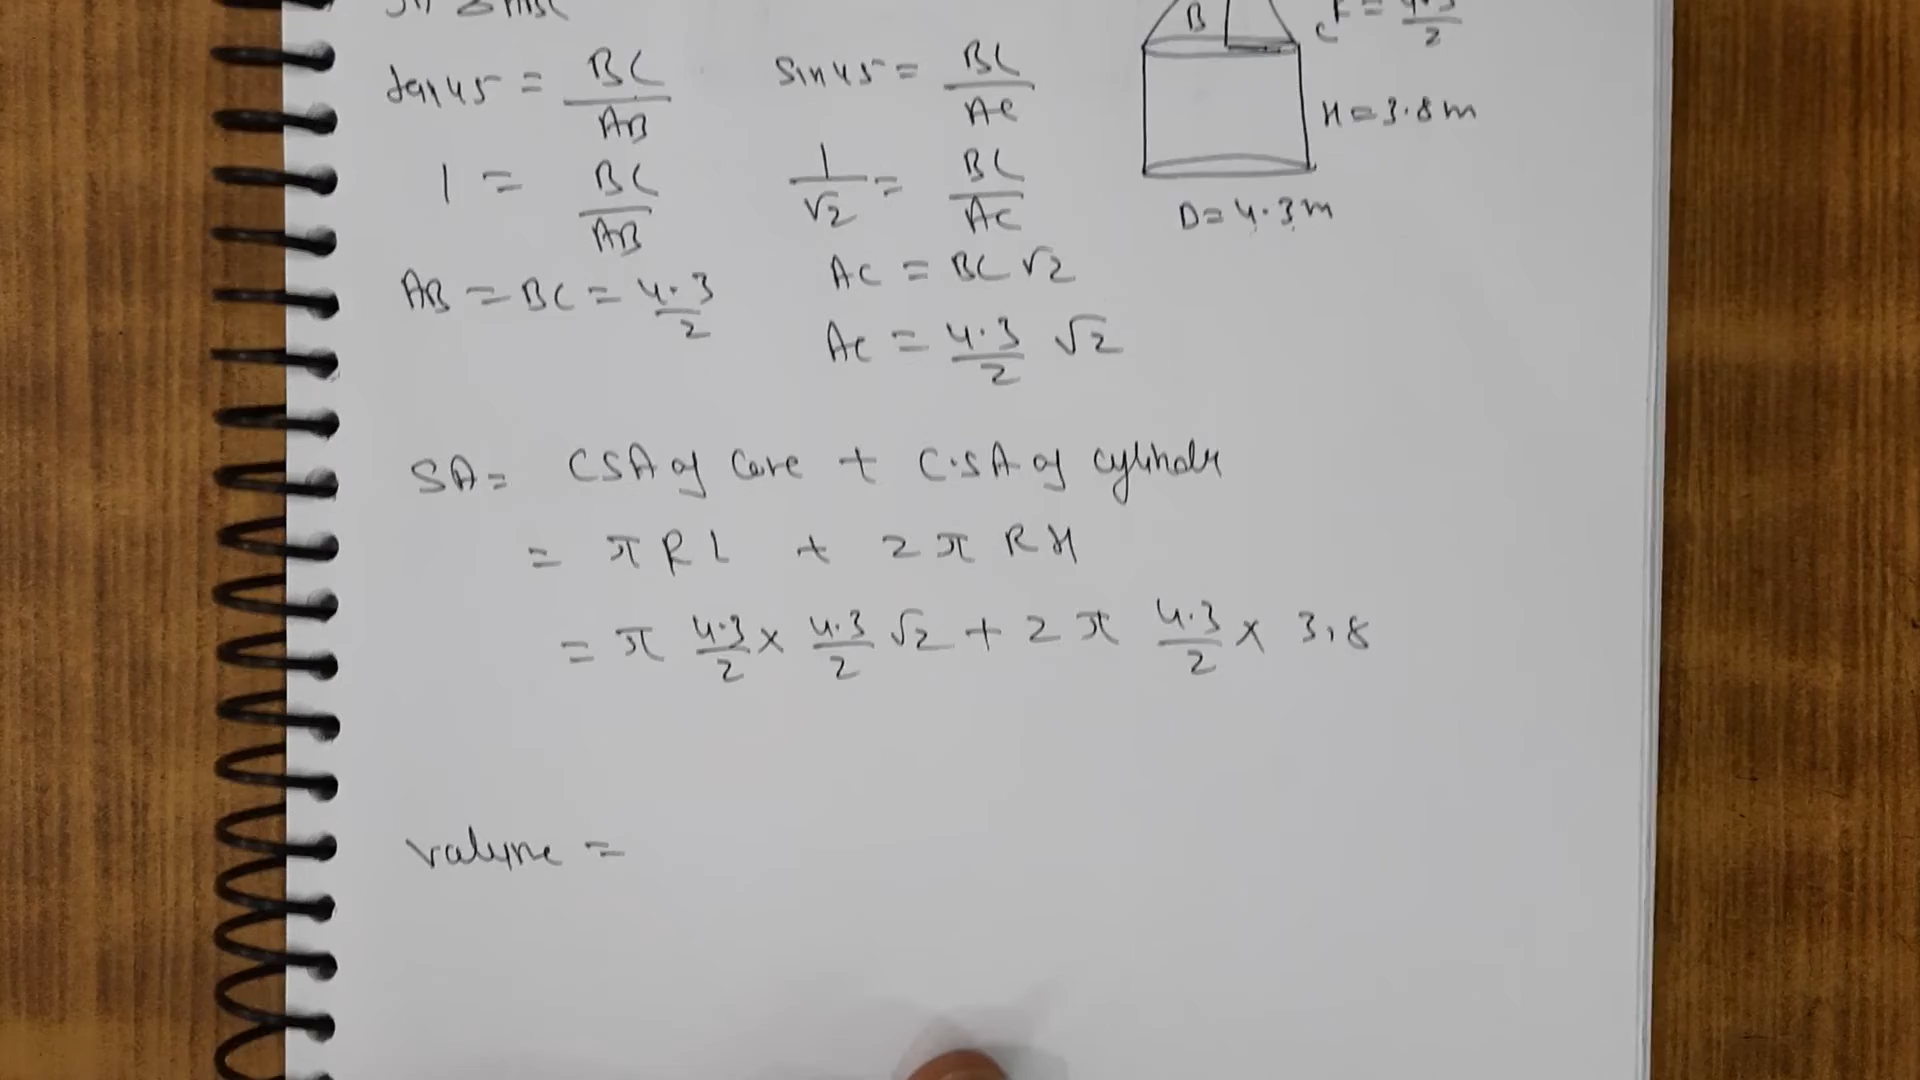 tan 45 = BC/AB
1 = BC/AB
AB = BC = 4.3/2
sin 45 = BC/AC
1/√2 = BC/AC
AC = BC √2
AC = 4.3/2 √2
B
C
H = 3.8 m
D = 4.3 m
SA = CSA of Cone + C.S.A of cylinder
= π R L + 2 π R H
= π 4.3/2 × 4.3/2 √2 + 2 π 4.3/2 × 3.8
Volume =